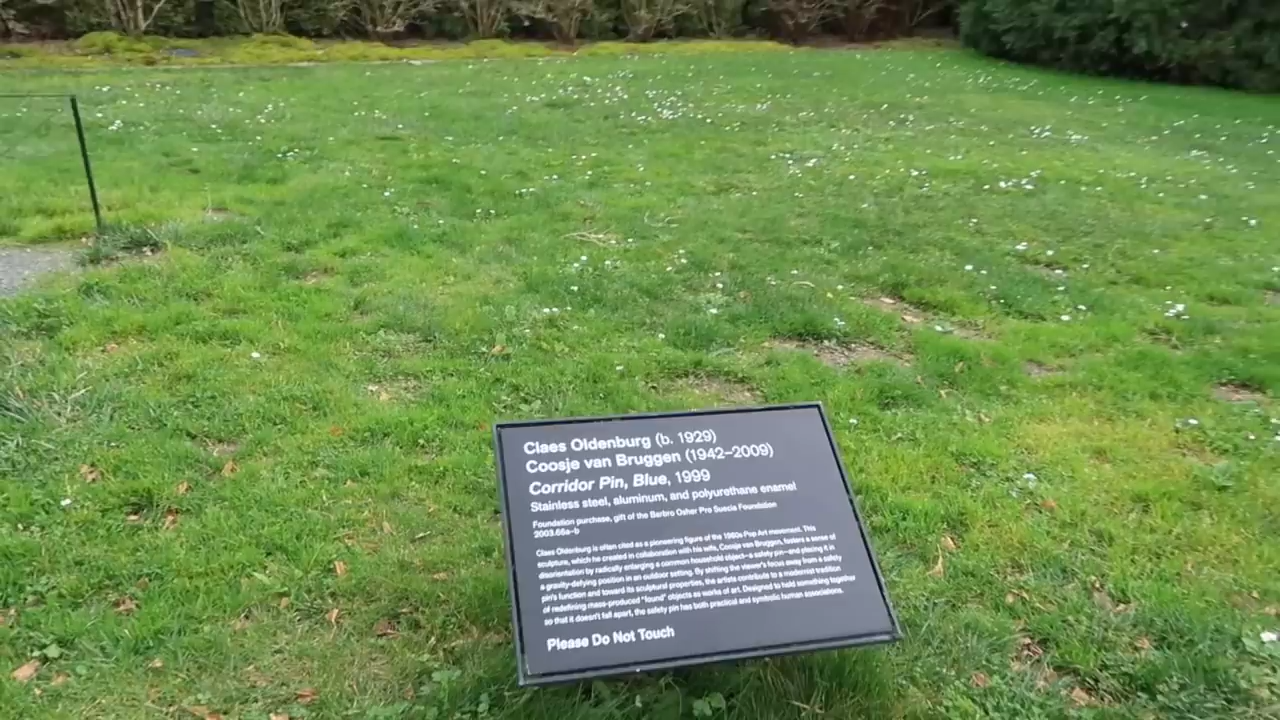 Claes Oldenburg (b. 1929)
Coosje van Bruggen (1942–2009)
Corridor Pin, Blue, 1999
Stainless steel, aluminum, and polyurethane enamel
Foundation purchase, gift of the Barbro Osher Pro Suecia Foundation
2003.66a–b
Claes Oldenburg is often cited as a pioneering figure of the 1960s Pop Art movement. This
sculpture, which he created in collaboration with his wife, Coosje van Bruggen, fosters a sense of
disorientation by radically enlarging a common household object—a safety pin—and placing it in
a gravity-defying position in an outdoor setting. By shifting the viewer's focus away from a safety
pin's function and toward its sculptural properties, the artists contribute to a modernist tradition
of redefining mass-produced "found" objects as works of art. Designed to hold something together
so that it doesn't fall apart, the safety pin has both practical and symbolic human associations.
Please Do Not Touch